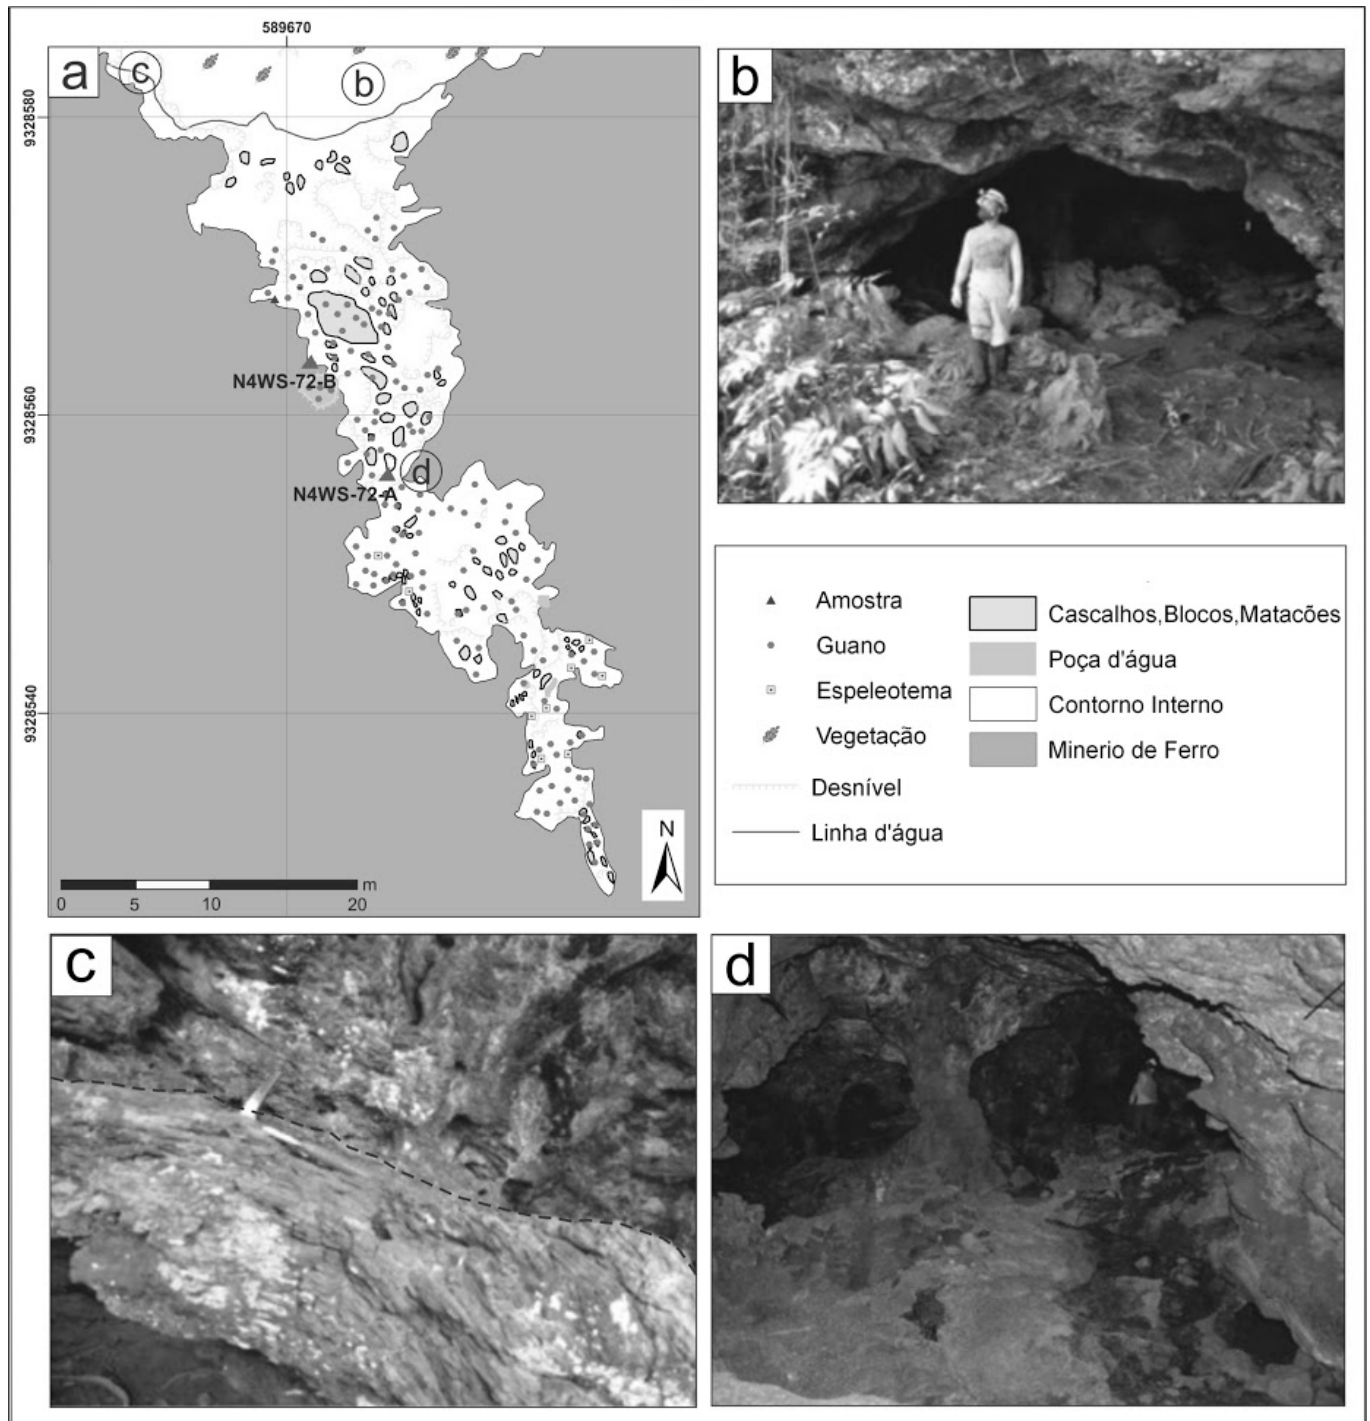 589670
a
c
b
9328580
N4WS-72-B
9328560
d
N4WS-72-A
9328540
N
m
0 5 10 20
b
Amostra
Guano
Espeleotema
Vegetação
Desnível
Linha d'água
Cascalhos,Blocos,Matacões
Poça d'água
Contorno Interno
Minerio de Ferro
c
d